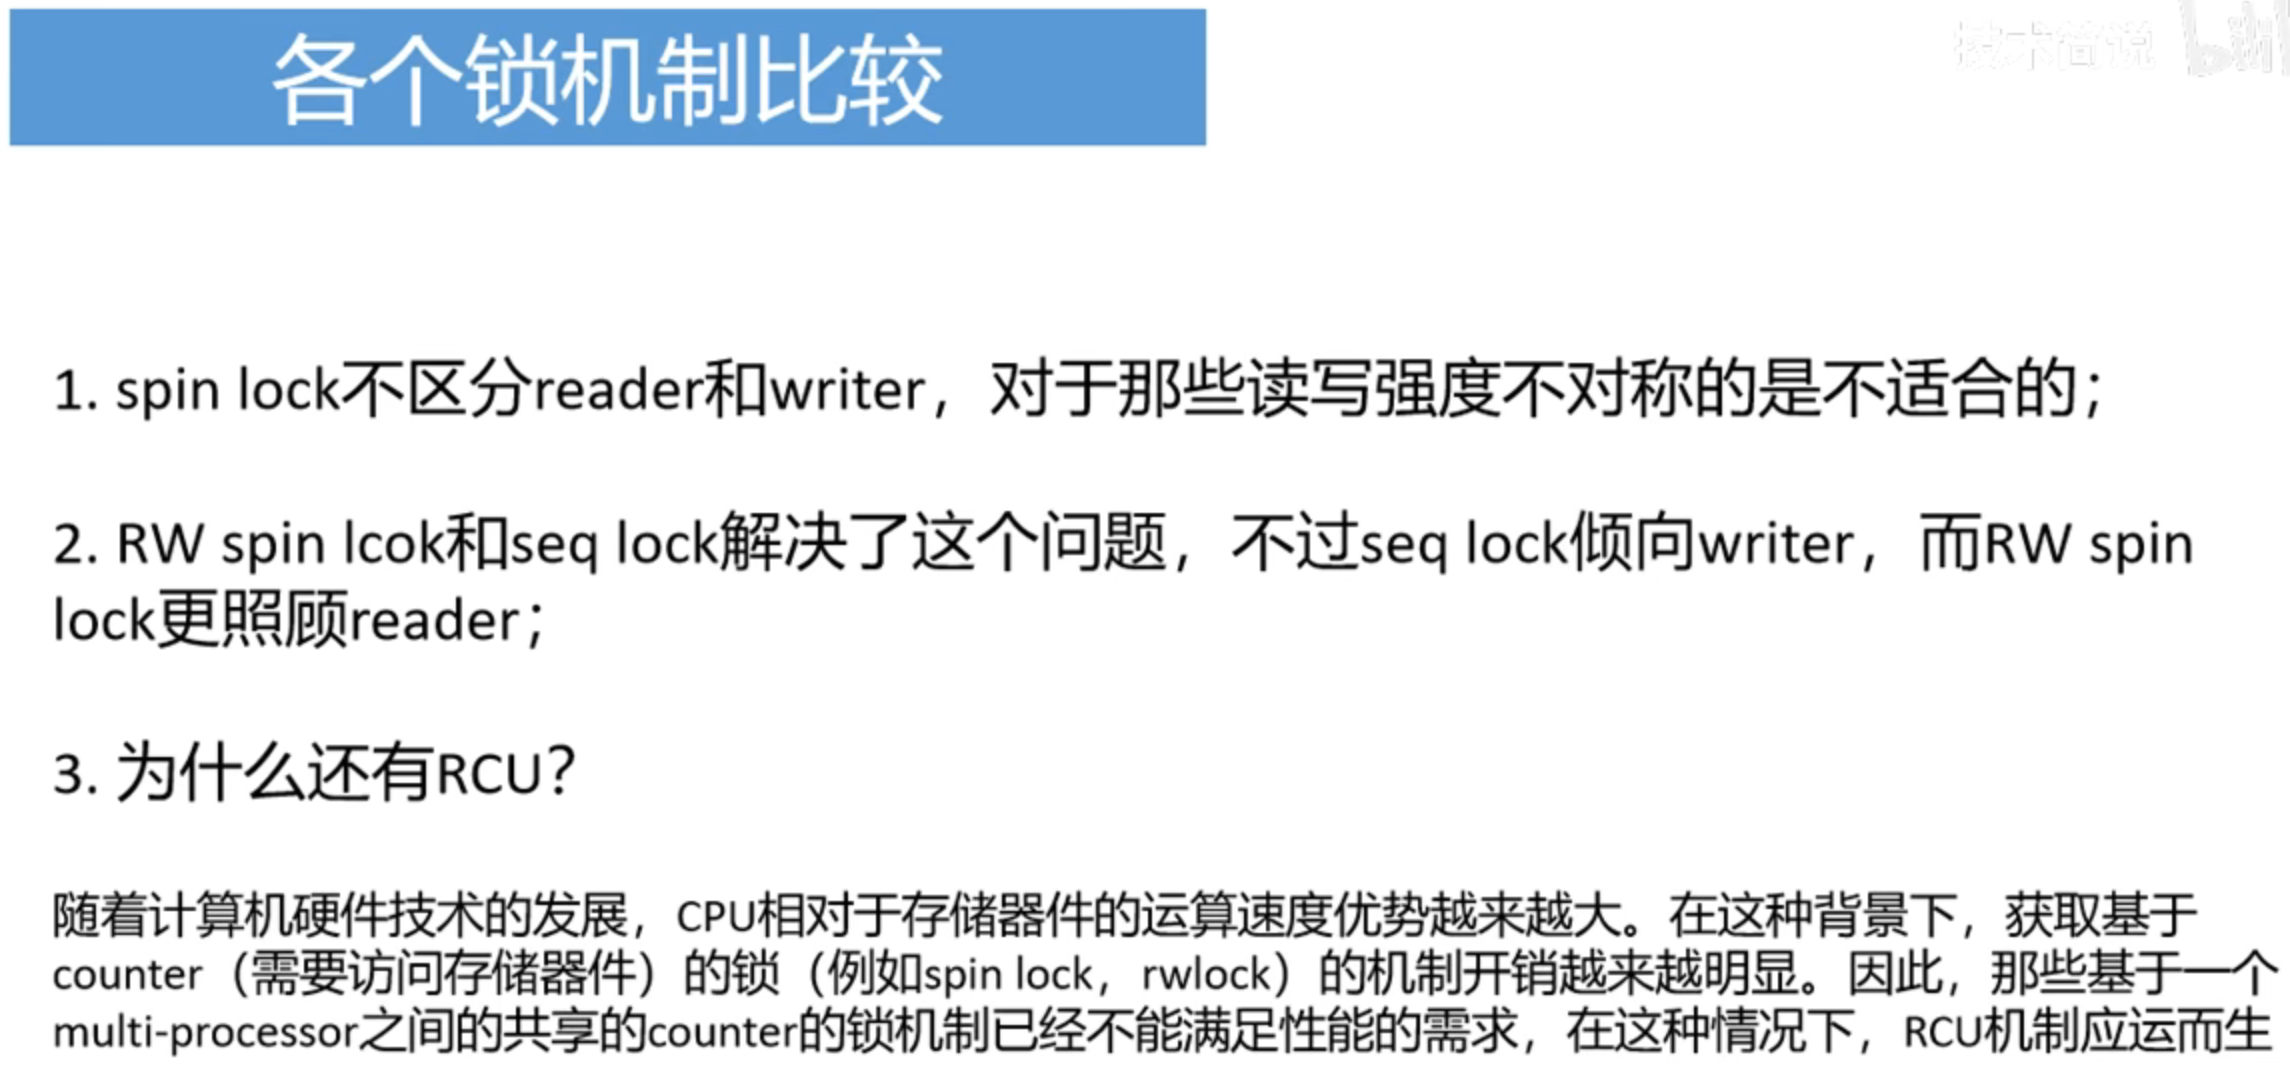 各个锁机制比较
技术简说
1. spin lock不区分reader和writer，对于那些读写强度不对称的是不适合的；
2. RW spin lcok和seq lock解决了这个问题，不过seq lock倾向writer，而RW spin
lock更照顾reader；
3. 为什么还有RCU？
随着计算机硬件技术的发展，CPU相对于存储器件的运算速度优势越来越大。在这种背景下，获取基于
counter（需要访问存储器件）的锁（例如spin lock，rwlock）的机制开销越来越明显。因此，那些基于一个
multi-processor之间的共享的counter的锁机制已经不能满足性能的需求，在这种情况下，RCU机制应运而生